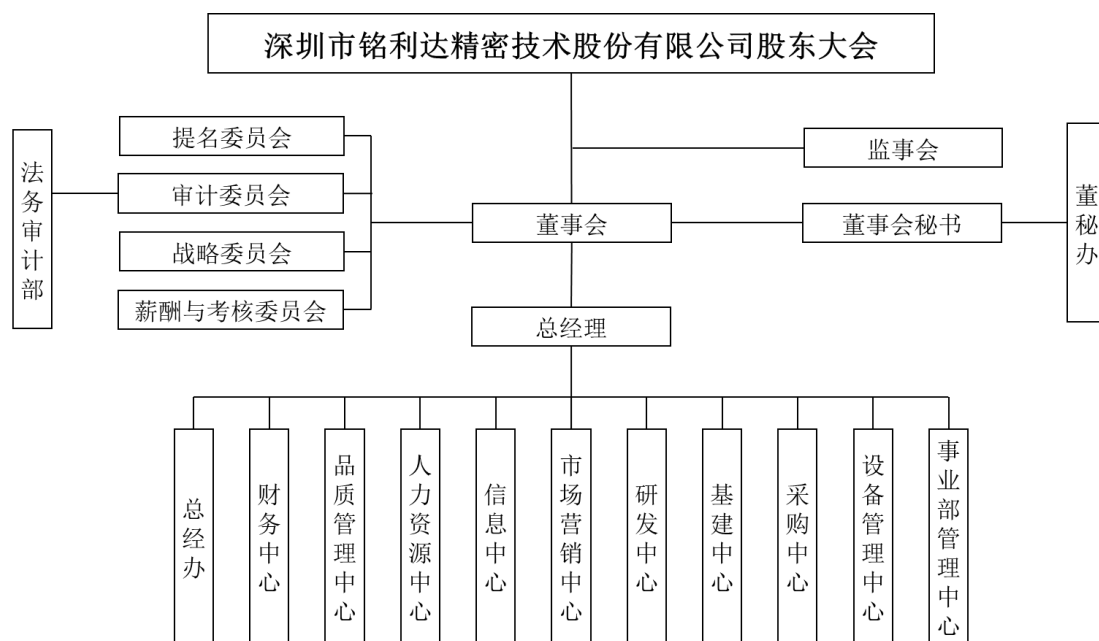 深圳市铭利达精密技术股份有限公司股东大会
提名委员会
监事会
法务审计部
审计委员会
董事会
董事会秘书
董秘办
战略委员会
薪酬与考核委员会
总经理
总经办
财务中心
品质管理中心
人力资源中心
信息中心
市场营销中心
研发中心
基建中心
采购中心
设备管理中心
事业部管理中心